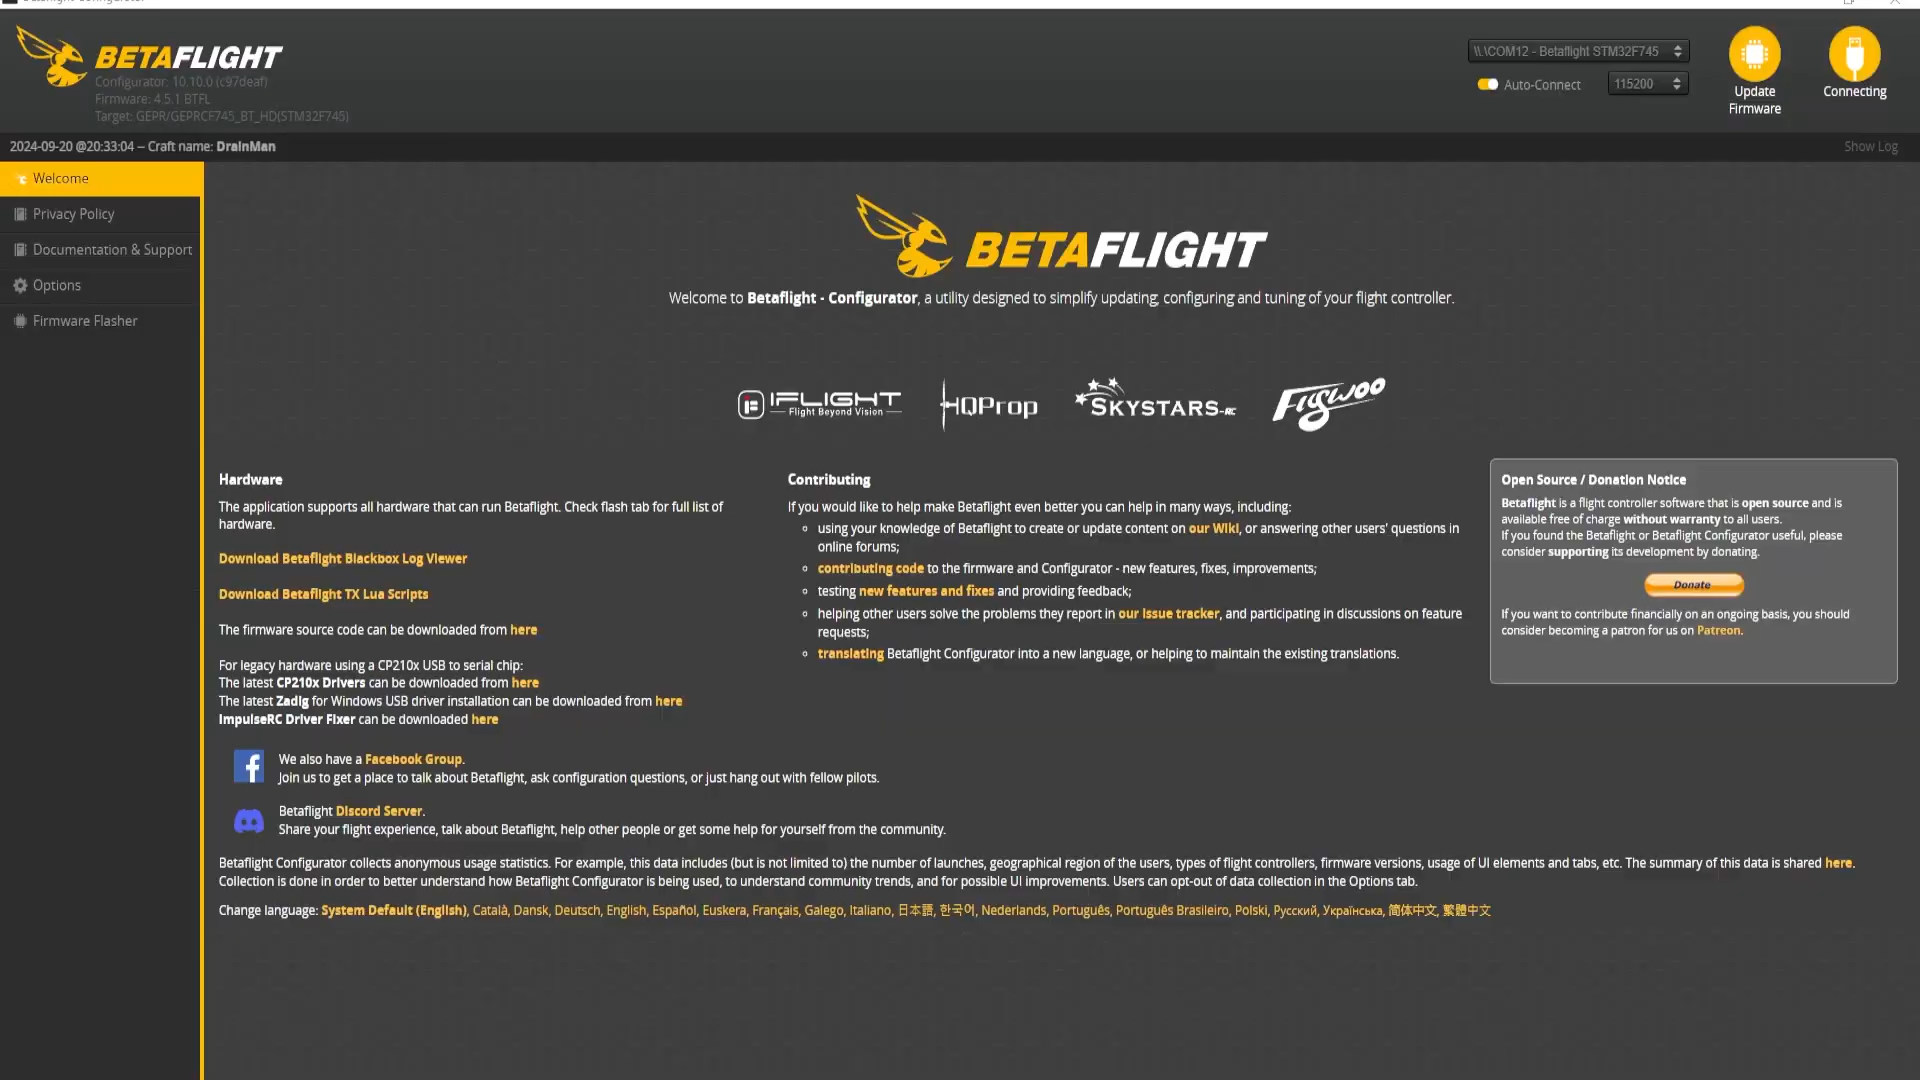 BETAFLIGHT
Configurator: 10.10.0 (c97deaf)
Firmware: 4.5.1 BTFL
Target: GEPR/GEPRCF745_BT_HD(STM32F745)
\\.\COM12 - Betaflight STM32F745
Auto-Connect
115200
Update
Firmware
Connecting
2024-09-20 @20:33:04 -- Craft name: DrainMan
Show Log
Welcome
Privacy Policy
Documentation & Support
Options
Firmware Flasher
BETAFLIGHT
Welcome to Betaflight - Configurator, a utility designed to simplify updating, configuring and tuning of your flight controller.
IFLIGHT
Flight Beyond Vision
HQProp
SKYSTARS-RC
Flywoo
Hardware
The application supports all hardware that can run Betaflight. Check flash tab for full list of
hardware.
Download Betaflight Blackbox Log Viewer
Download Betaflight TX Lua Scripts
The firmware source code can be downloaded from here
For legacy hardware using a CP210x USB to serial chip:
The latest CP210x Drivers can be downloaded from here
The latest Zadig for Windows USB driver installation can be downloaded from here
ImpulseRC Driver Fixer can be downloaded here
Contributing
If you would like to help make Betaflight even better you can help in many ways, including:
using your knowledge of Betaflight to create or update content on our Wiki, or answering other users' questions in
online forums;
contributing code to the firmware and Configurator - new features, fixes, improvements;
testing new features and fixes and providing feedback;
helping other users solve the problems they report in our issue tracker, and participating in discussions on feature
requests;
translating Betaflight Configurator into a new language, or helping to maintain the existing translations.
Open Source / Donation Notice
Betaflight is a flight controller software that is open source and is
available free of charge without warranty to all users.
If you found the Betaflight or Betaflight Configurator useful, please
consider supporting its development by donating.
Donate
If you want to contribute financially on an ongoing basis, you should
consider becoming a patron for us on Patreon.
We also have a Facebook Group.
Join us to get a place to talk about Betaflight, ask configuration questions, or just hang out with fellow pilots.
Betaflight Discord Server.
Share your flight experience, talk about Betaflight, help other people or get some help for yourself from the community.
Betaflight Configurator collects anonymous usage statistics. For example, this data includes (but is not limited to) the number of launches, geographical region of the users, types of flight controllers, firmware versions, usage of UI elements and tabs, etc. The summary of this data is shared here.
Collection is done in order to better understand how Betaflight Configurator is being used, to understand community trends, and for possible UI improvements. Users can opt-out of data collection in the Options tab.
Change language: System Default (English), Català, Dansk, Deutsch, English, Español, Euskera, Français, Galego, Italiano, 日本語, 한국어, Nederlands, Português, Português Brasileiro, Polski, Русский, Українська, 简体中文, 繁體中文